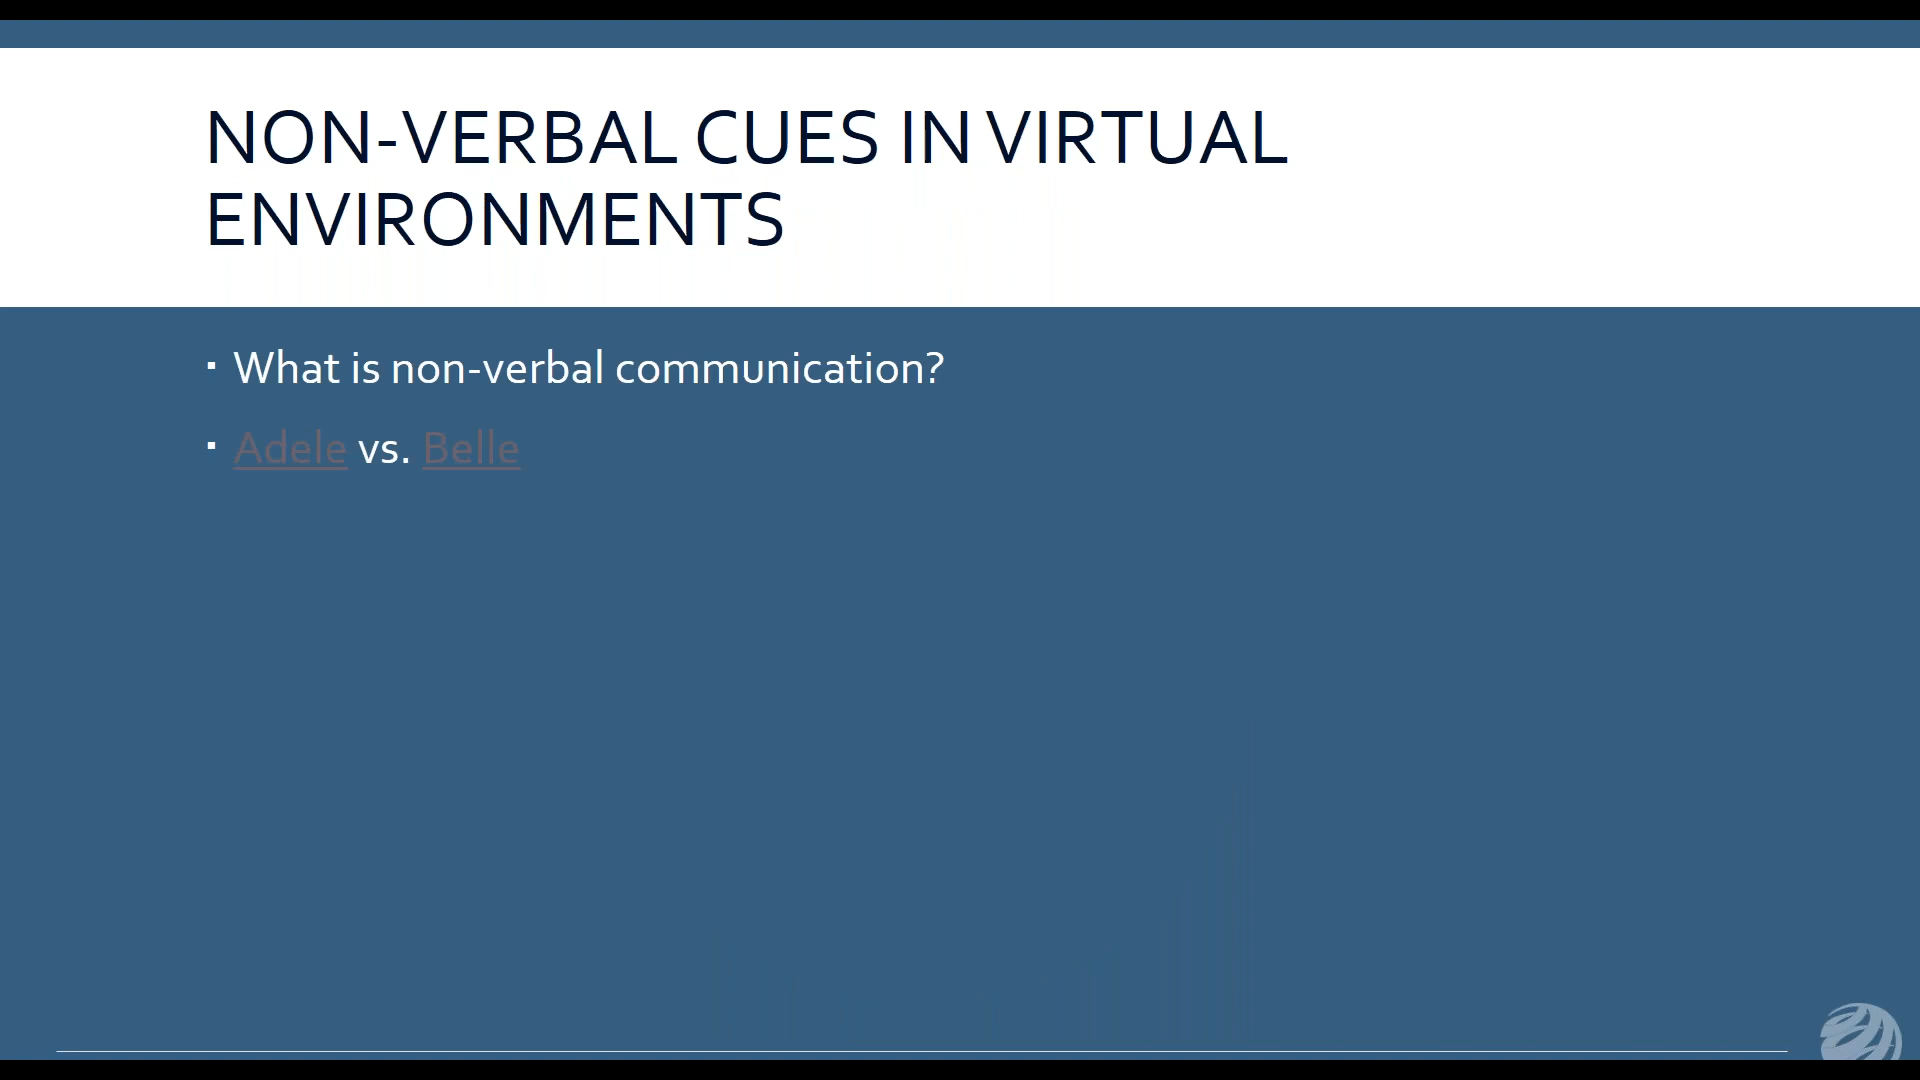 NON-VERBAL CUES IN VIRTUAL
ENVIRONMENTS
▪ What is non-verbal communication?
▪ Adele vs. Belle